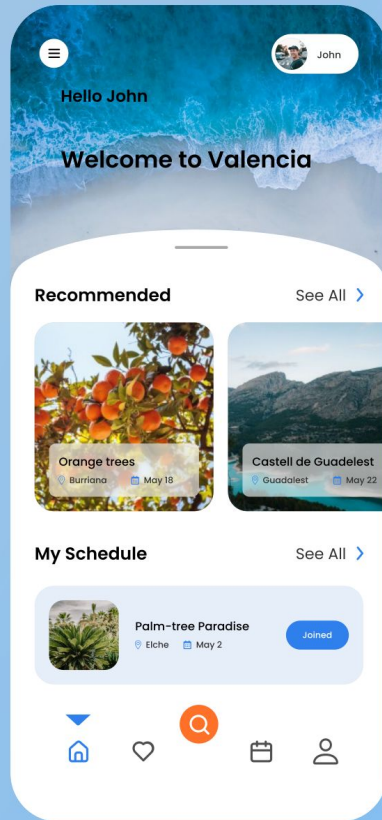 John
Hello John
Welcome to Valencia
Recommended
See All
Orange trees
Burriana
May 18
Castell de Guadelest
Guadalest
May 22
My Schedule
See All
Palm-tree Paradise
Elche
May 2
Joined